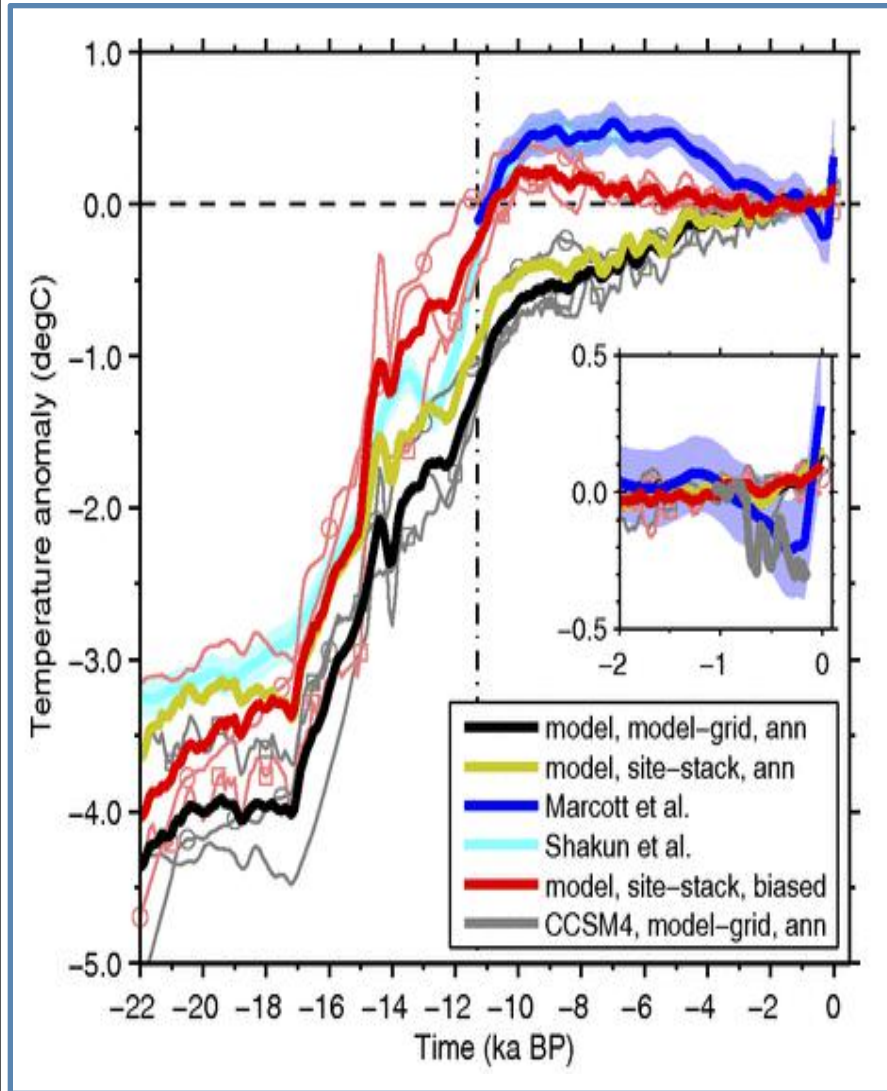 1.0
0.0
−1.0
−2.0
−3.0
−4.0
−5.0
Temperature anomaly (degC)
0.5
0.0
−0.5
−2 −1 0
model, model−grid, ann
model, site−stack, ann
Marcott et al.
Shakun et al.
model, site−stack, biased
CCSM4, model−grid, ann
−22 −20 −18 −16 −14 −12 −10 −8 −6 −4 −2 0
Time (ka BP)